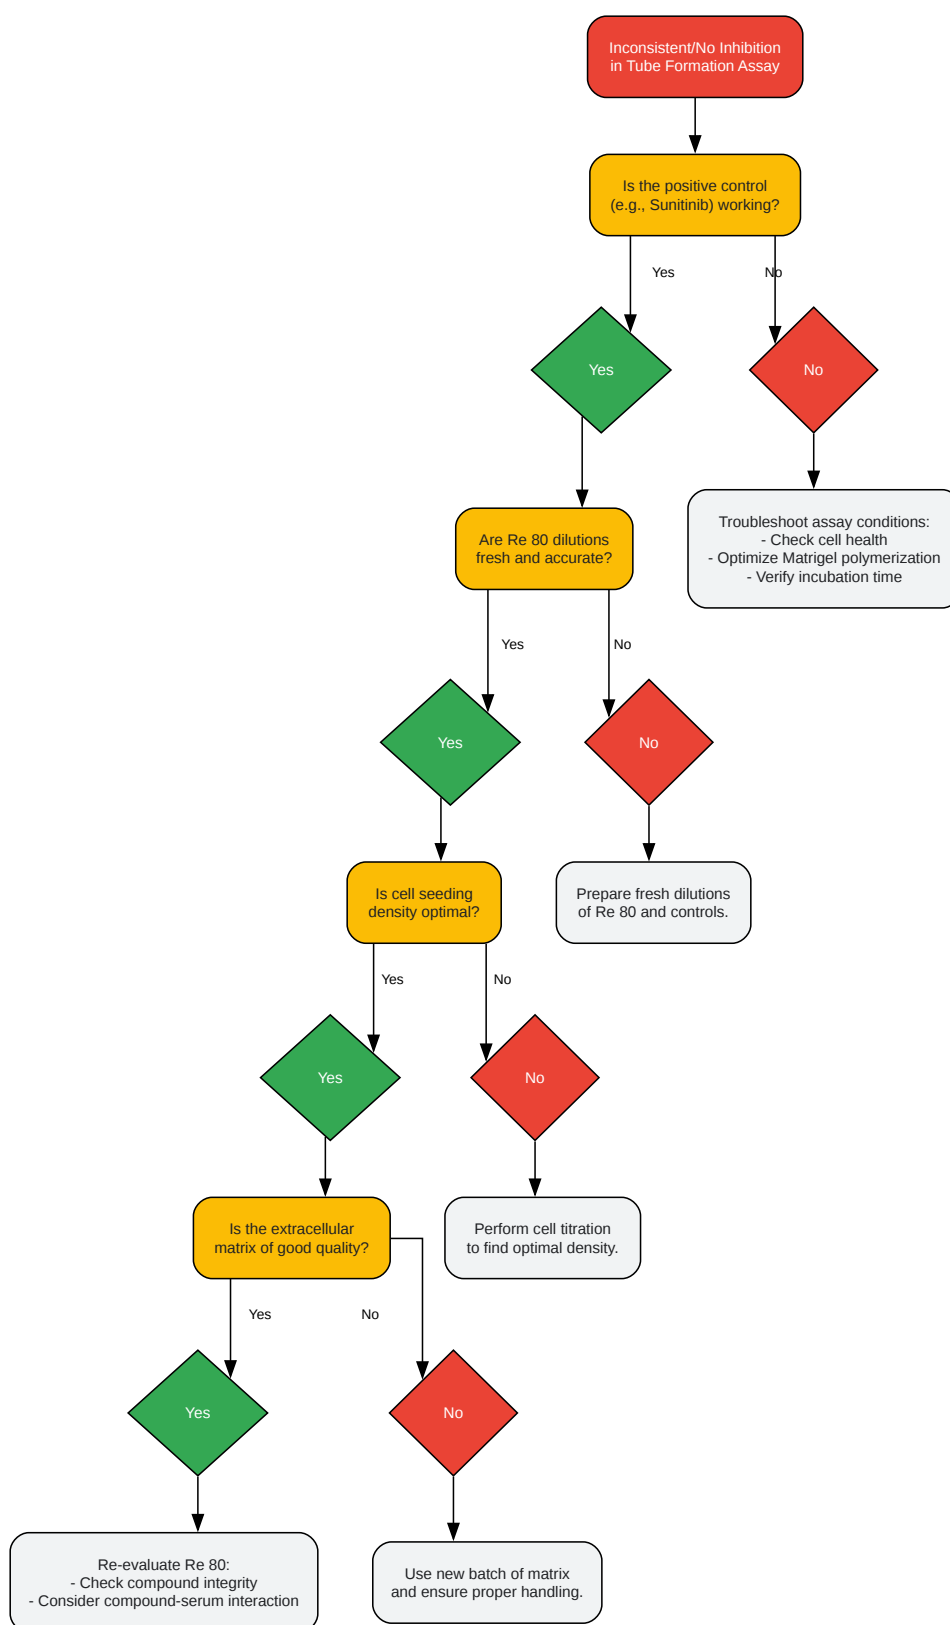 Inconsistent/No Inhibition
in Tube Formation Assay
Is the positive control
(e.g., Sunitinib) working?
Yes
No
Yes
No
Troubleshoot assay conditions:
- Check cell health
- Optimize Matrigel polymerization
- Verify incubation time
Are Re 80 dilutions
fresh and accurate?
Yes
No
Yes
No
Is cell seeding
density optimal?
Prepare fresh dilutions
of Re 80 and controls.
Yes
No
Yes
No
Is the extracellular
matrix of good quality?
Perform cell titration
to find optimal density.
Yes
No
Yes
No
Re-evaluate Re 80:
- Check compound integrity
- Consider compound-serum interaction
Use new batch of matrix
and ensure proper handling.